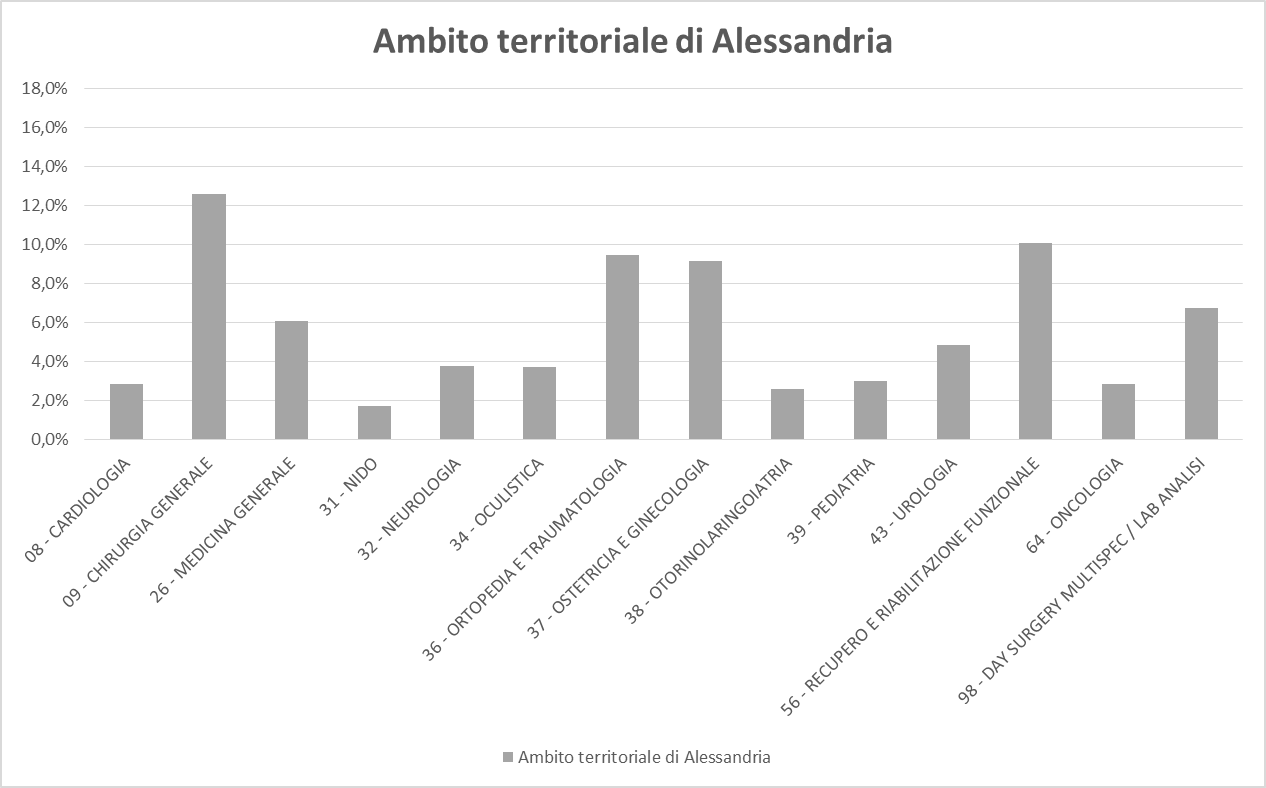 Ambito territoriale di Alessandria
18,0%
16,0%
14,0%
12,0%
10,0%
8,0%
6,0%
4,0%
2,0%
0,0%
08 - CARDIOLOGIA
09 - CHIRURGIA GENERALE
26 - MEDICINA GENERALE
31 - NIDO
32 - NEUROLOGIA
34 - OCULISTICA
36 - ORTOPEDIA E TRAUMATOLOGIA
37 - OSTETRICIA E GINECOLOGIA
38 - OTORINOLARINGOIATRIA
39 - PEDIATRIA
43 - UROLOGIA
56 - RECUPERO E RIABILITAZIONE FUNZIONALE
64 - ONCOLOGIA
98 - DAY SURGERY MULTISPEC / LAB ANALISI
Ambito territoriale di Alessandria